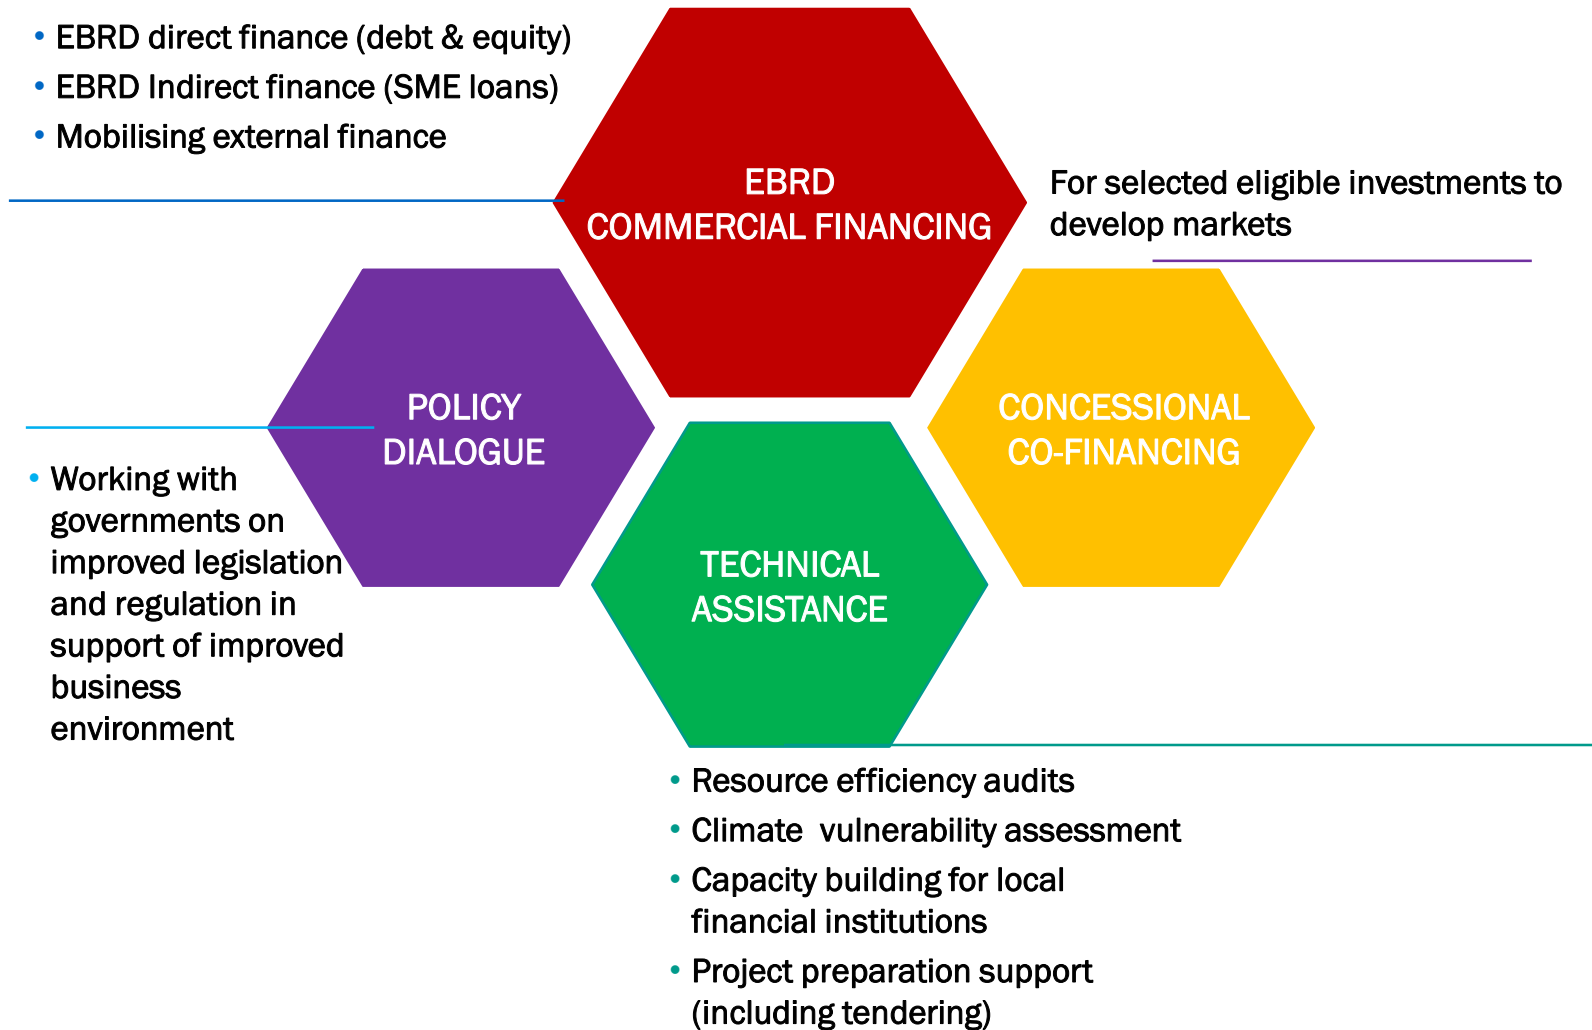 • EBRD direct finance (debt & equity)
• EBRD Indirect finance (SME loans)
• Mobilising external finance
EBRD
COMMERCIAL FINANCING
For selected eligible investments to
develop markets
POLICY
DIALOGUE
CONCESSIONAL
CO-FINANCING
• Working with
governments on
improved legislation
and regulation in
support of improved
business
environment
TECHNICAL
ASSISTANCE
• Resource efficiency audits
• Climate  vulnerability assessment
• Capacity building for local
financial institutions
• Project preparation support
(including tendering)